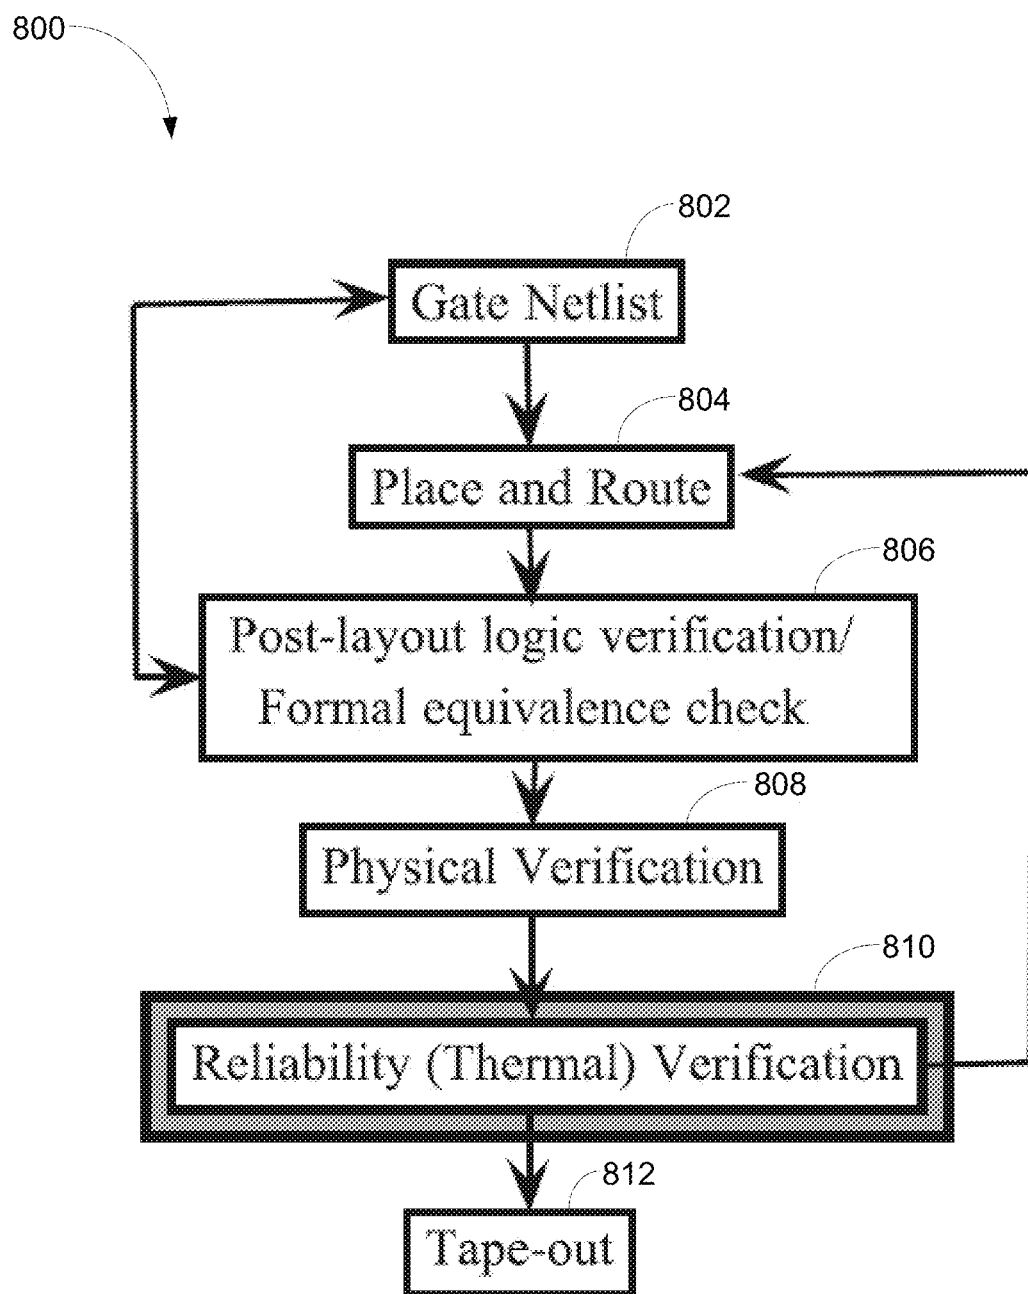 800
802
Gate Netlist
804
Place and Route
806
Post-layout logic verification/
Formal equivalence check
808
Physical Verification
810
Reliability (Thermal) Verification
812
Tape-out